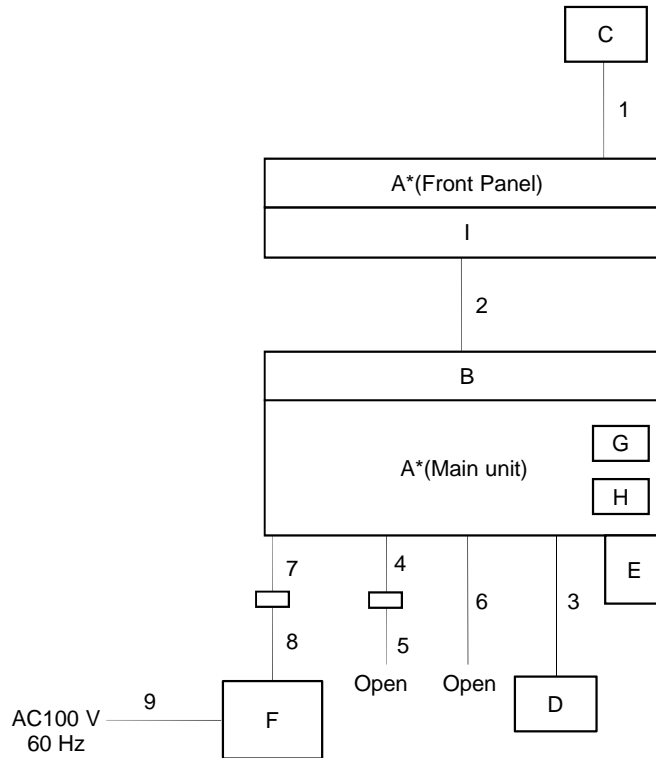 C
1
A*(Front Panel)
I
2
B
A*(Main unit)
G
H
E
7
4
6
3
8
5
Open
Open
D
F
9
AC100 V
60 Hz